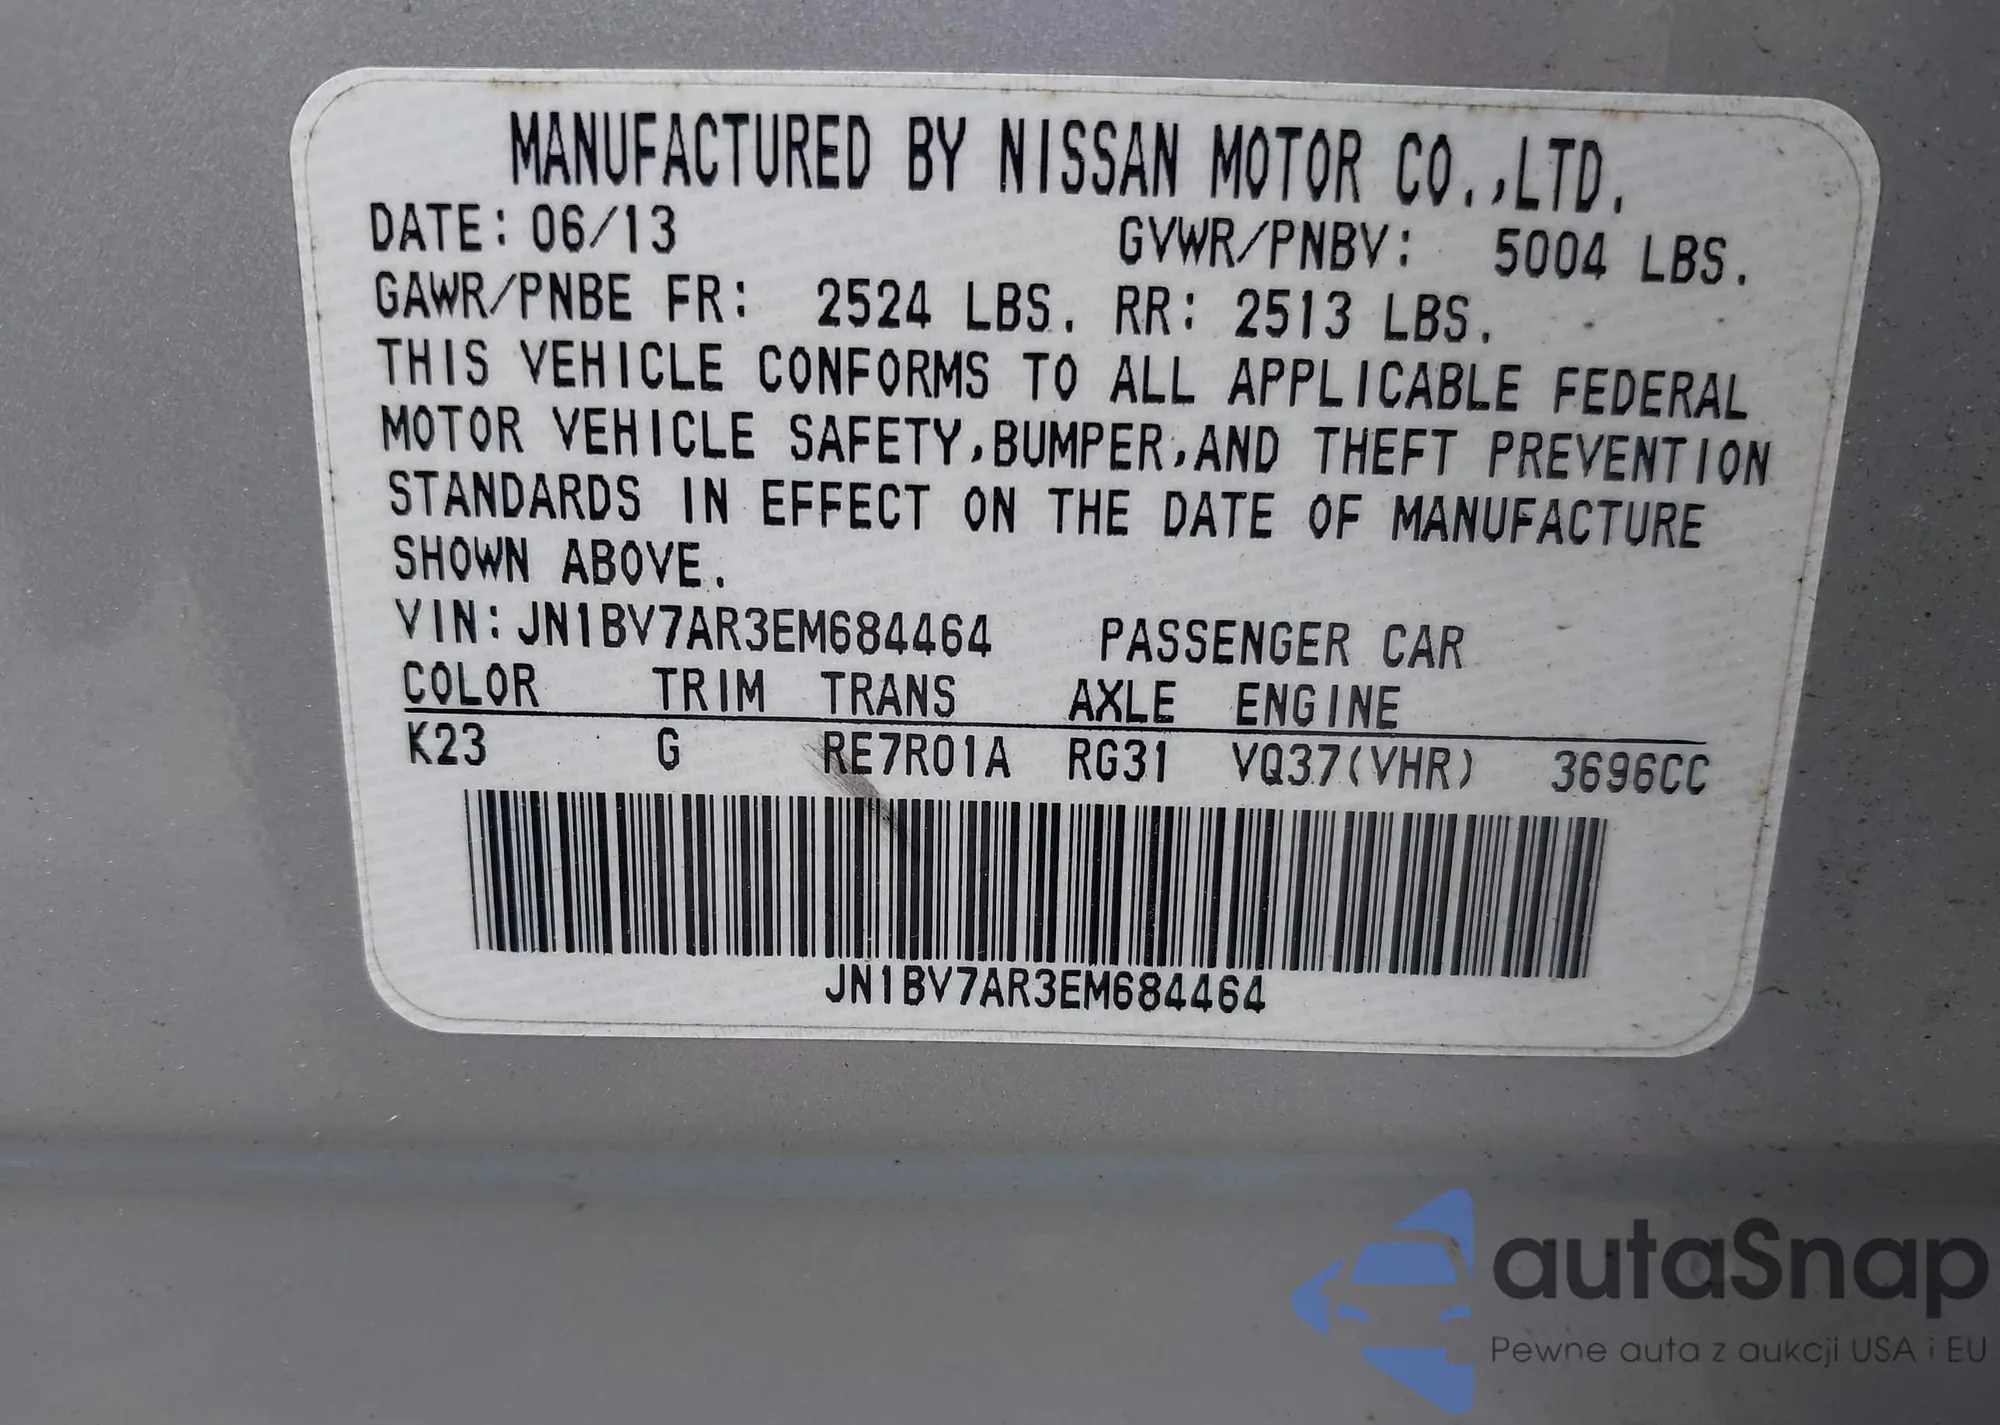 MANUFACTURED BY NISSAN MOTOR CO.,LTD.
DATE: 06/13 GVWR/PNBV: 5004 LBS.
GAWR/PNBE FR: 2524 LBS. RR: 2513 LBS.
THIS VEHICLE CONFORMS TO ALL APPLICABLE FEDERAL
MOTOR VEHICLE SAFETY,BUMPER,AND THEFT PREVENTION
STANDARDS IN EFFECT ON THE DATE OF MANUFACTURE
SHOWN ABOVE.
VIN:JN1BV7AR3EM684464 PASSENGER CAR
COLOR TRIM TRANS AXLE ENGINE
K23 G RE7R01A RG31 VQ37(VHR) 3696CC
JN1BV7AR3EM684464
autaSnap
Pewne auta z aukcji USA i EU